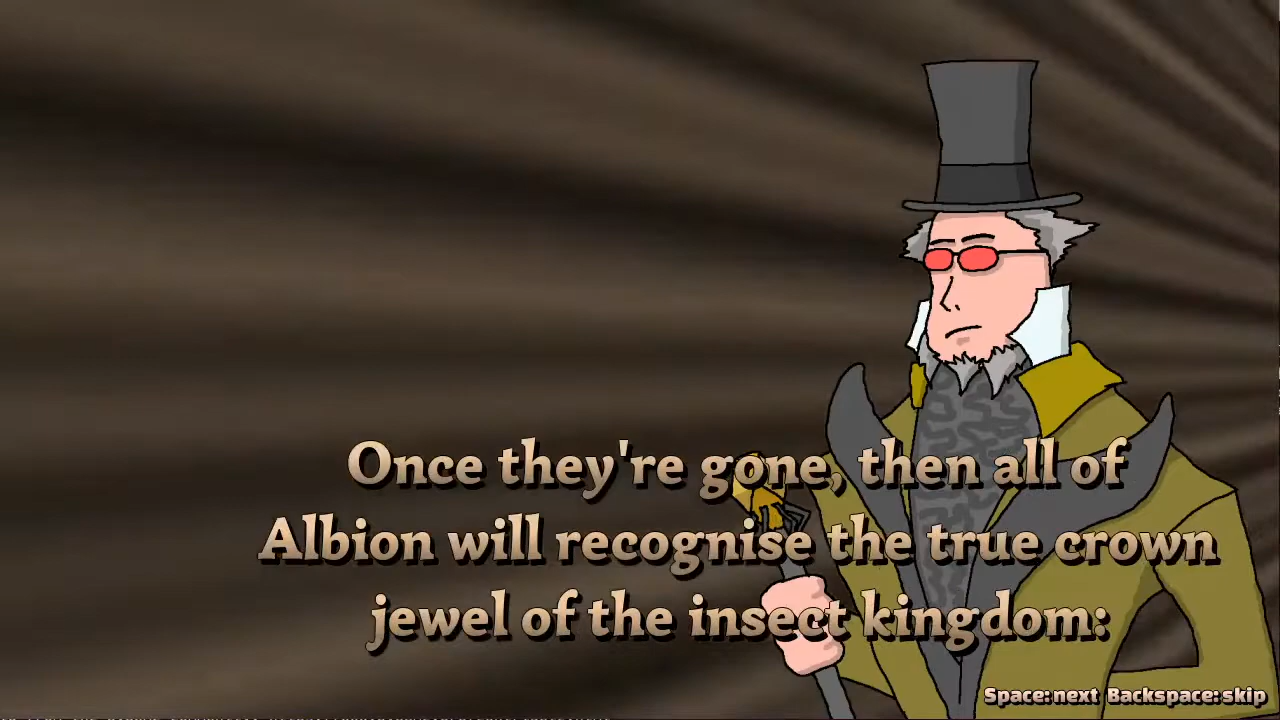 Once they're gone, then all of
Albion will recognise the true crown
jewel of the insect kingdom:
Space:next Backspace:skip